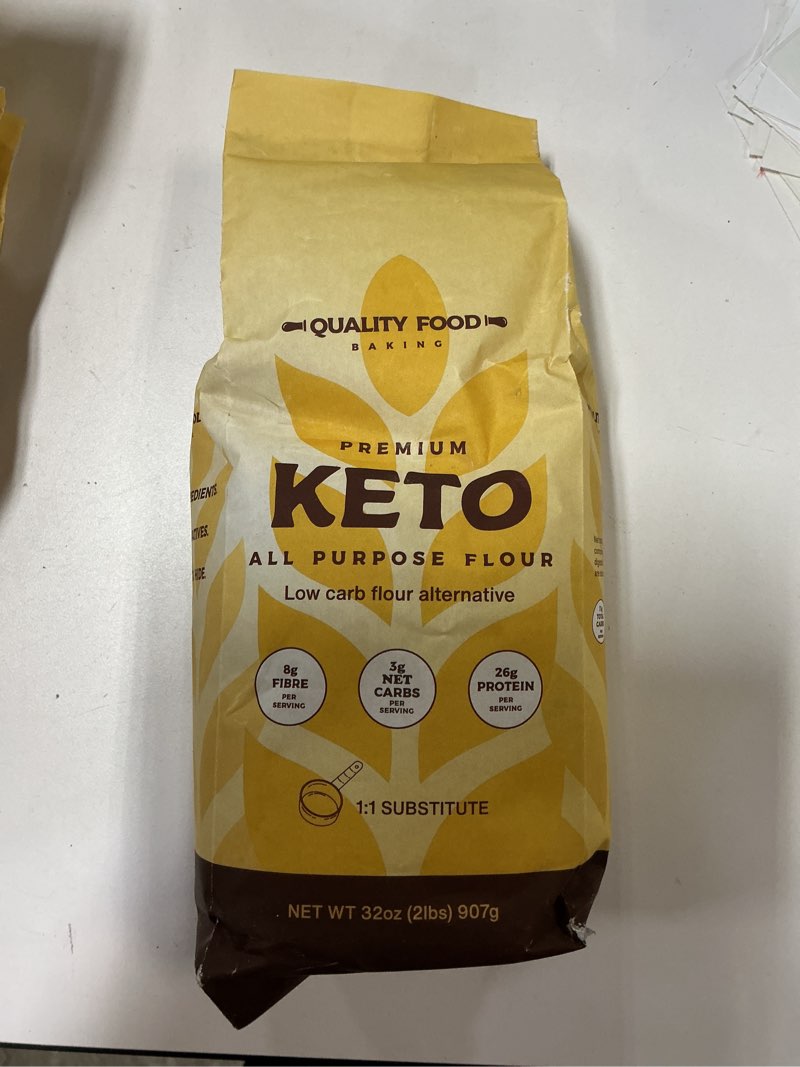 QUALITY FOOD
BAKING
PREMIUM
KETO
ALL PURPOSE FLOUR
Low carb flour alternative
8g
FIBRE
PER
SERVING
3g
NET
CARBS
PER
SERVING
26g
PROTEIN
PER
SERVING
1:1 SUBSTITUTE
NET WT 32oz (2lbs) 907g